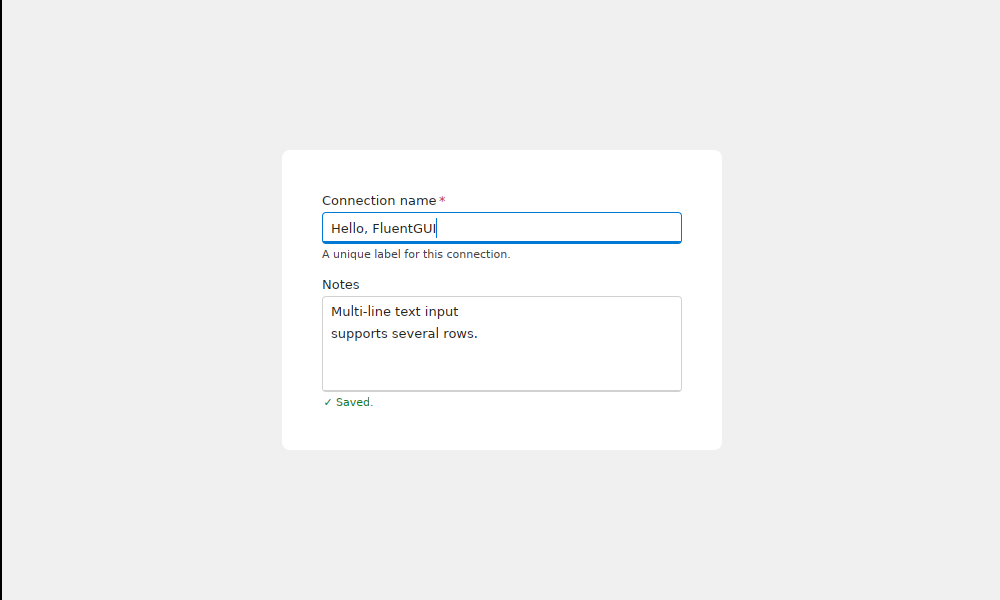 Connection name *
Hello, FluentGUI
A unique label for this connection.
Notes
Multi-line text input
supports several rows.
✓ Saved.